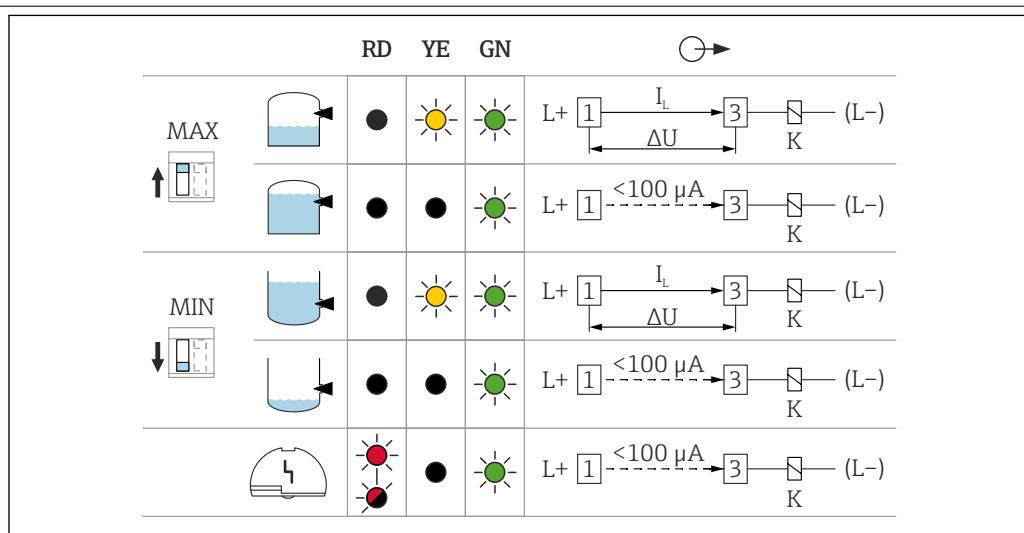 RD YE GN
MAX
L+ 1 I_L 3 (L−)
ΔU K
L+ 1 <100 µA 3 (L−)
K
MIN
L+ 1 I_L 3 (L−)
ΔU K
L+ 1 <100 µA 3 (L−)
K
L+ 1 <100 µA 3 (L−)
K